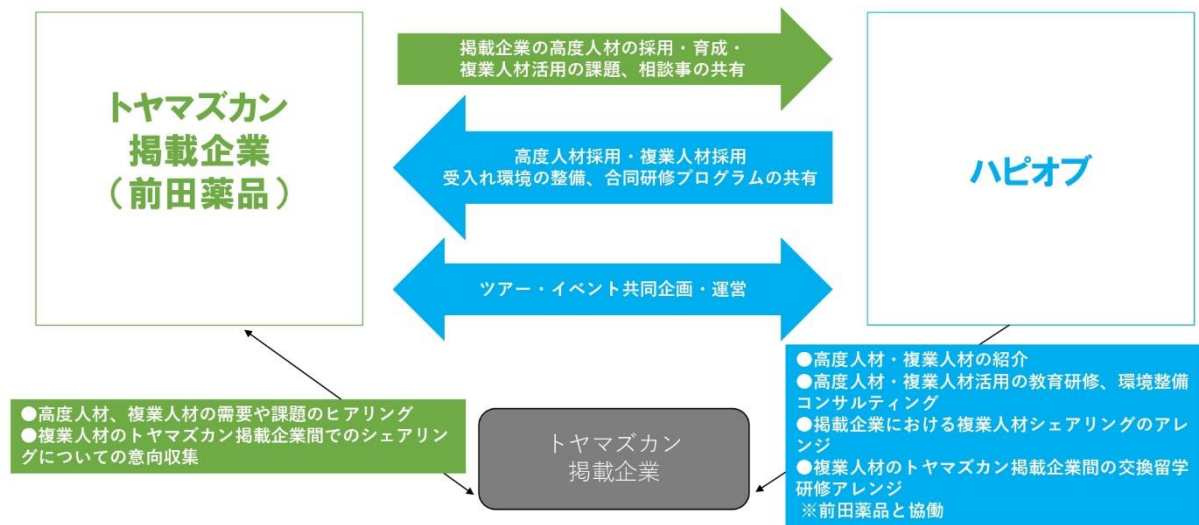 トヤマズカン
掲載企業
（前田薬品）
掲載企業の高度人材の採用・育成・
複業人材活用の課題、相談事の共有
高度人材採用・複業人材採用
受入れ環境の整備、合同研修プログラムの共有
ツアー・イベント共同企画・運営
ハピオブ
●高度人材、複業人材の需要や課題のヒアリング
●複業人材のトヤマズカン掲載企業間でのシェアリン
グについての意向収集
トヤマズカン
掲載企業
●高度人材・複業人材の紹介
●高度人材・複業人材活用の教育研修、環境整備
コンサルティング
●掲載企業における複業人材シェアリングのアレ
ンジ
●複業人材のトヤマズカン掲載企業間の交換留学
研修アレンジ
※前田薬品と協働